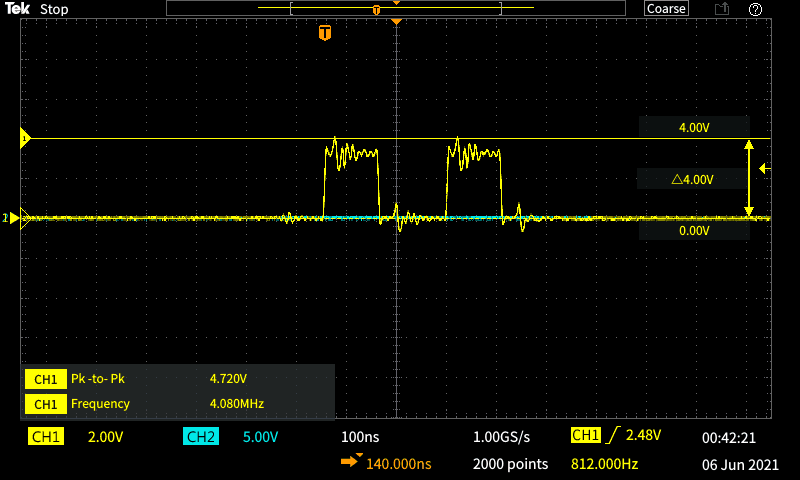 Tek Stop T Coarse ?
T
1 4.00V
△4.00V
2 0.00V
CH1 Pk -to- Pk 4.720V
CH1 Frequency 4.080MHz
CH1 2.00V CH2 5.00V 100ns 1.00GS/s CH1 2.48V 00:42:21
140.000ns 2000 points 812.000Hz 06 Jun 2021